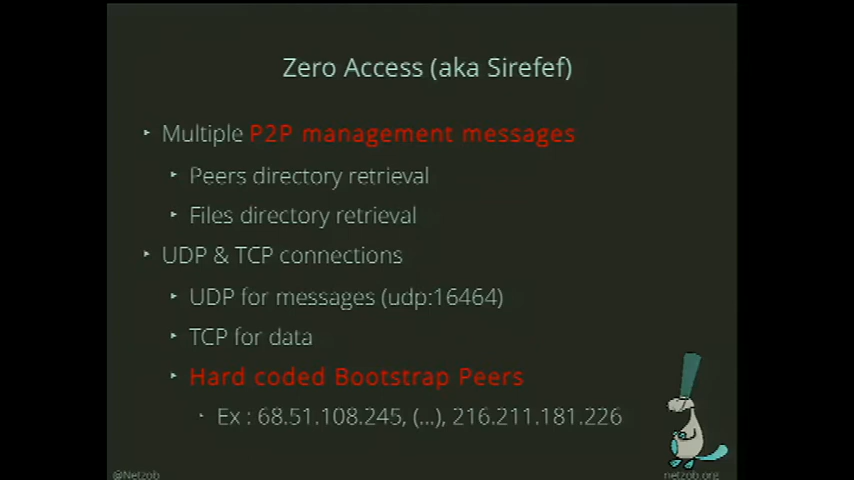 Zero Access (aka Sirefef)
‣ Multiple P2P management messages
‣ Peers directory retrieval
‣ Files directory retrieval
‣ UDP & TCP connections
‣ UDP for messages (udp:16464)
‣ TCP for data
‣ Hard coded Bootstrap Peers
‣ Ex : 68.51.108.245, (...), 216.211.181.226
@Netzob
netzob.org